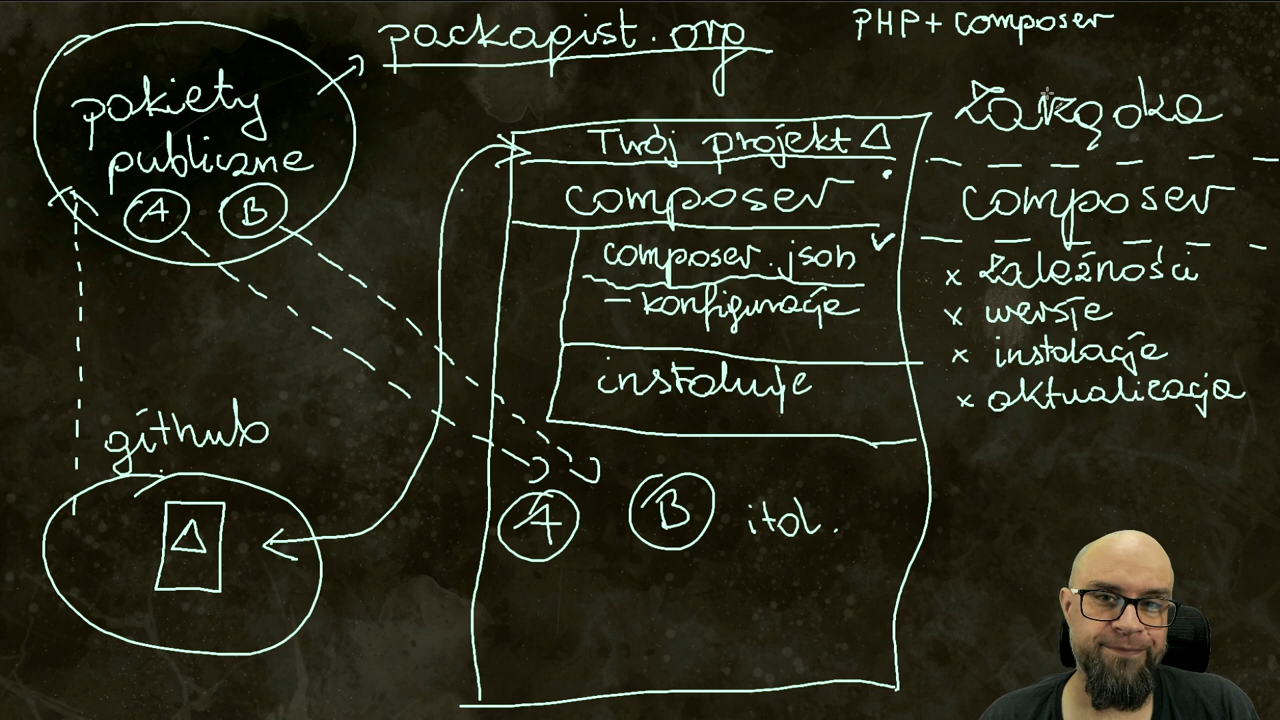 PHP + composer
packagist.org
pakiety
publiczne
A B
Twój projekt Δ
composer
composer.json
- konfiguracje
instaluje
A B itd.
github
Δ
Zarządza
composer
x zależności
x wersje
x instalacje
x aktualizacja